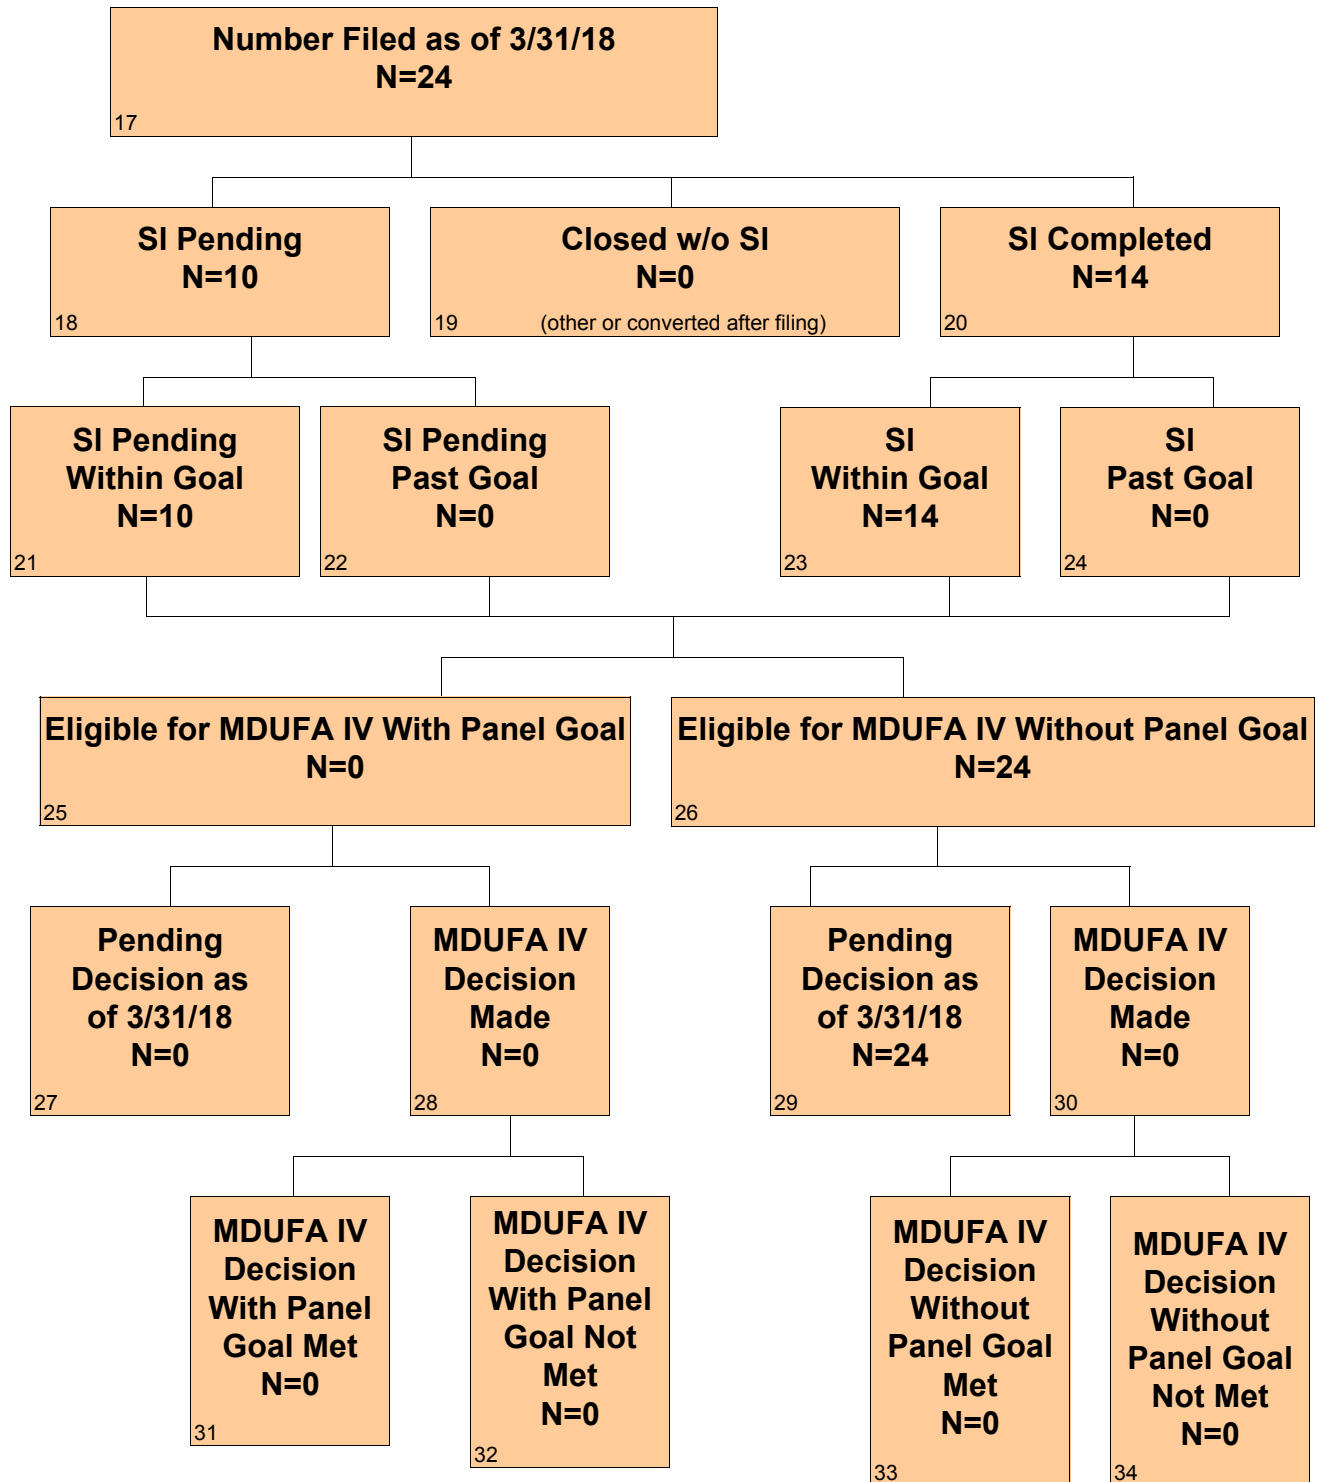 Number Filed as of 3/31/18
N=24
17
SI Pending
N=10
18
Closed w/o SI
N=0
19
(other or converted after filing)
SI Completed
N=14
20
SI Pending
Within Goal
N=10
21
SI Pending
Past Goal
N=0
22
SI
Within Goal
N=14
23
SI
Past Goal
N=0
24
Eligible for MDUFA IV With Panel Goal
N=0
25
Eligible for MDUFA IV Without Panel Goal
N=24
26
Pending
Decision as
of 3/31/18
N=0
27
MDUFA IV
Decision
Made
N=0
28
Pending
Decision as
of 3/31/18
N=24
29
MDUFA IV
Decision
Made
N=0
30
MDUFA IV
Decision
With Panel
Goal Met
N=0
31
MDUFA IV
Decision
With Panel
Goal Not
Met
N=0
32
MDUFA IV
Decision
Without
Panel Goal
Met
N=0
33
MDUFA IV
Decision
Without
Panel Goal
Not Met
N=0
34